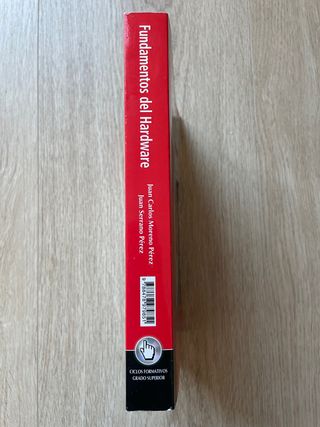 Fundamentos del Hardware
Juan Carlos Moreno Pérez
Juan Serrano Pérez
CICLOS FORMATIVOS
GRADO SUPERIOR